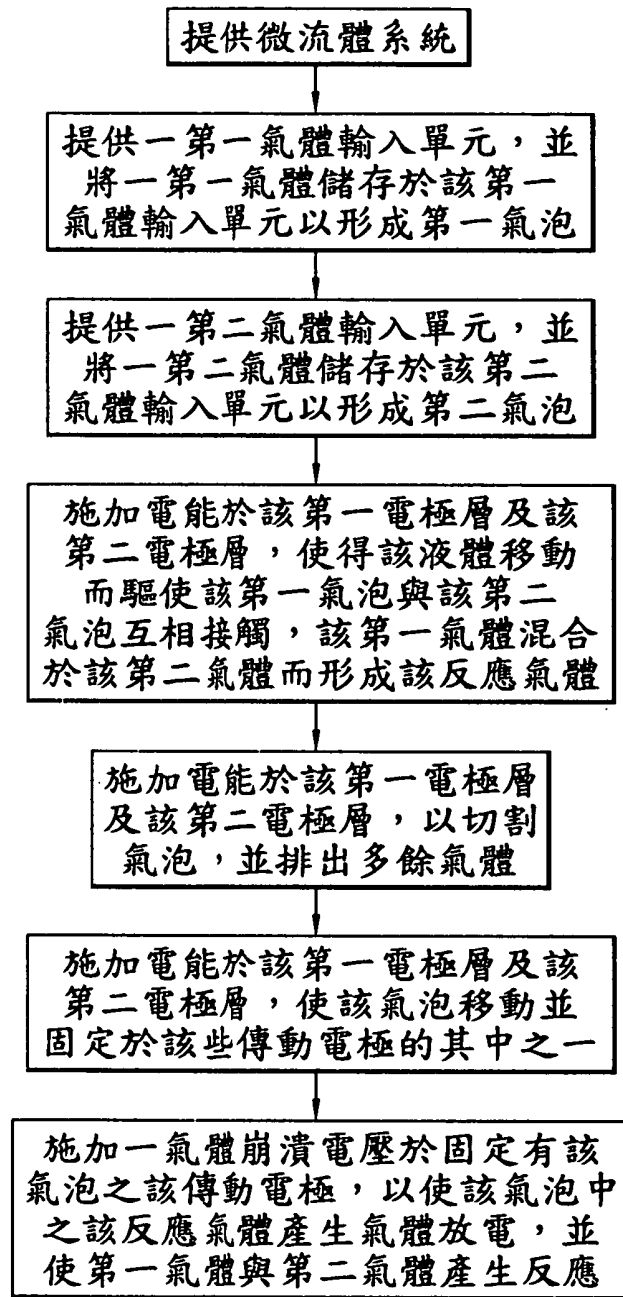 提供微流體系統
提供一第一氣體輸入單元，並
將一第一氣體儲存於該第一
氣體輸入單元以形成第一氣泡
提供一第二氣體輸入單元，並
將一第二氣體儲存於該第二
氣體輸入單元以形成第二氣泡
施加電能於該第一電極層及該
第二電極層，使得該液體移動
而驅使該第一氣泡與該第二
氣泡互相接觸，該第一氣體混合
於該第二氣體而形成該反應氣體
施加電能於該第一電極層
及該第二電極層，以切割
氣泡，並排出多餘氣體
施加電能於該第一電極層及該
第二電極層，使該氣泡移動並
固定於該些傳動電極的其中之一
施加一氣體崩潰電壓於固定有該
氣泡之該傳動電極，以使該氣泡中
之該反應氣體產生氣體放電，並
使第一氣體與第二氣體產生反應